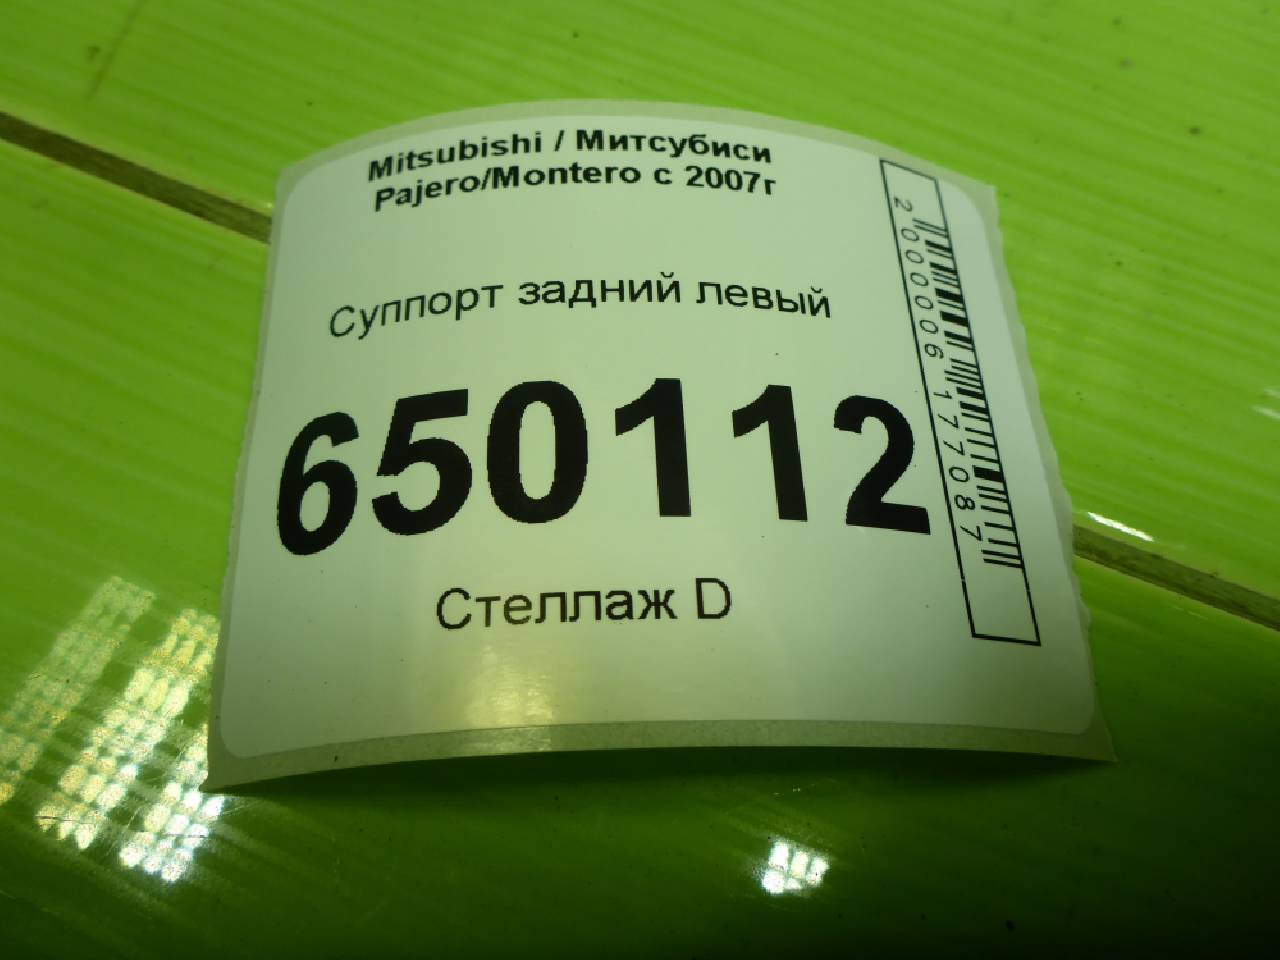 Mitsubishi / Митсубиси
Pajero/Montero с 2007г
Суппорт задний левый
650112
Стеллаж D
2000006177087